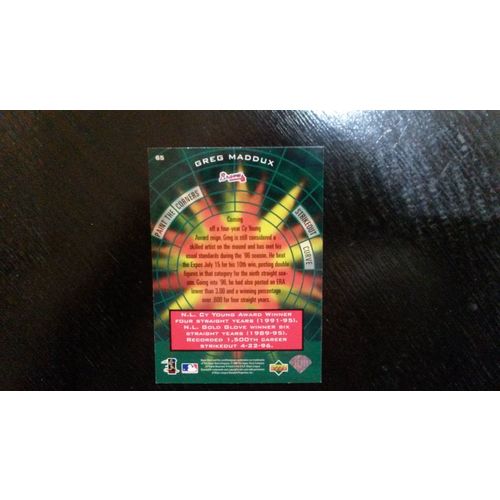 65
GREG MADDUX
Braves
PAINT THE CORNERS
STRIKEOUT
CURVE
Coming
off a four-year Cy Young
Award reign, Greg is still considered a
skilled artist on the mound and has met his
usual standards during the '96 season. He beat
the Expos July 15 for his 10th win, posting double
figures in that category for the ninth straight sea-
son. Going into '96, he had also posted an ERA
lower than 3.00 and a winning percentage
over .600 for four straight years.
N.L. CY YOUNG AWARD WINNER
FOUR STRAIGHT YEARS (1991-95).
N.L. GOLD GLOVE WINNER SIX
STRAIGHT YEARS (1989-95).
RECORDED 1,500TH CAREER
STRIKEOUT 4-22-96.
UPPER DECK